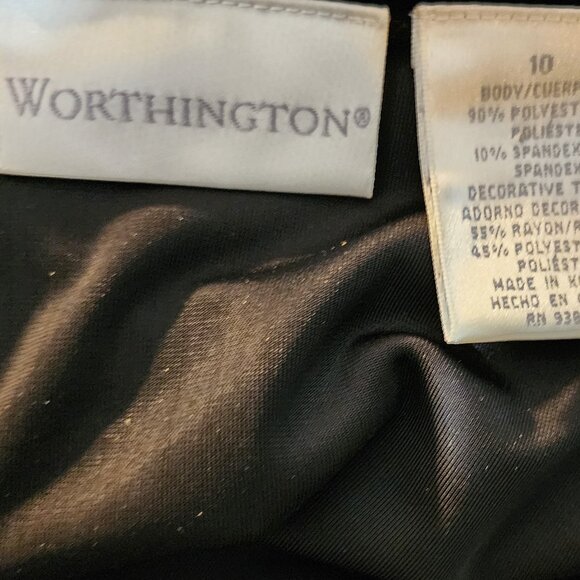 WORTHINGTON®
10
BODY/CUERP
90% POLYEST
POLIÉST
10% SPANDEX
SPANDEX
DECORATIVE T
ADORNO DECOR
55% RAYON/R
45% POLYEST
POLIÉST
MADE IN K
HECHO EN
RN 938